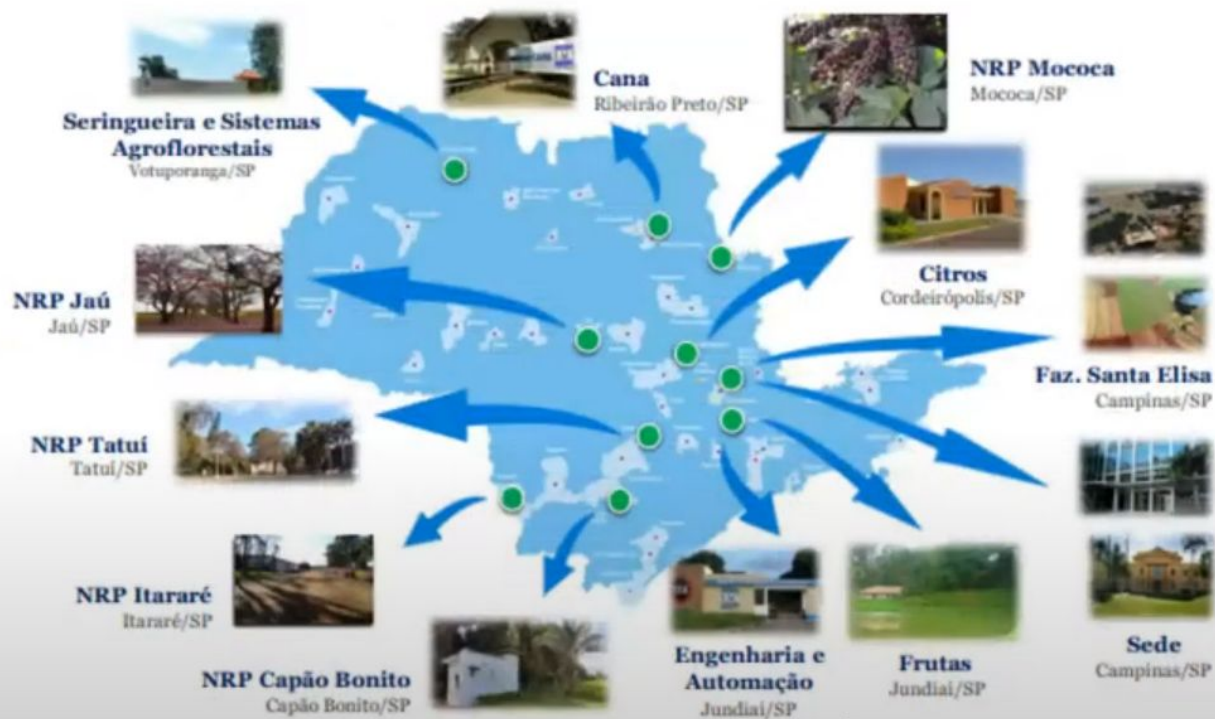 Seringueira e Sistemas
Agroflorestais
Votuporanga/SP
Cana
Ribeirão Preto/SP
NRP Mococa
Mococa/SP
Citros
Cordeirópolis/SP
NRP Jaú
Jaú/SP
Faz. Santa Elisa
Campinas/SP
NRP Tatuí
Tatuí/SP
NRP Itararé
Itararé/SP
NRP Capão Bonito
Capão Bonito/SP
Engenharia e
Automação
Jundiaí/SP
Frutas
Jundiaí/SP
Sede
Campinas/SP